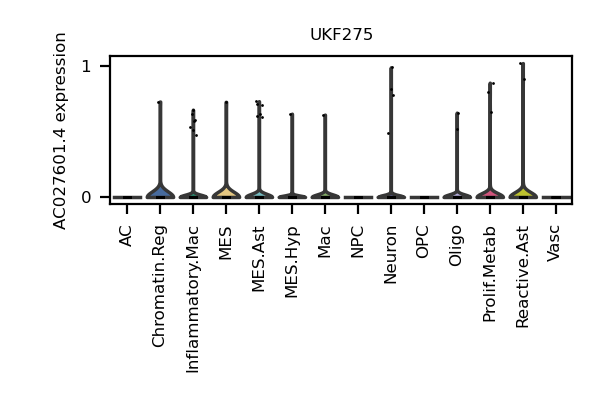 UKF275
AC027601.4 expression
1
0
AC
Chromatin.Reg
Inflammatory.Mac
MES
MES.Ast
MES.Hyp
Mac
NPC
Neuron
OPC
Oligo
Prolif.Metab
Reactive.Ast
Vasc